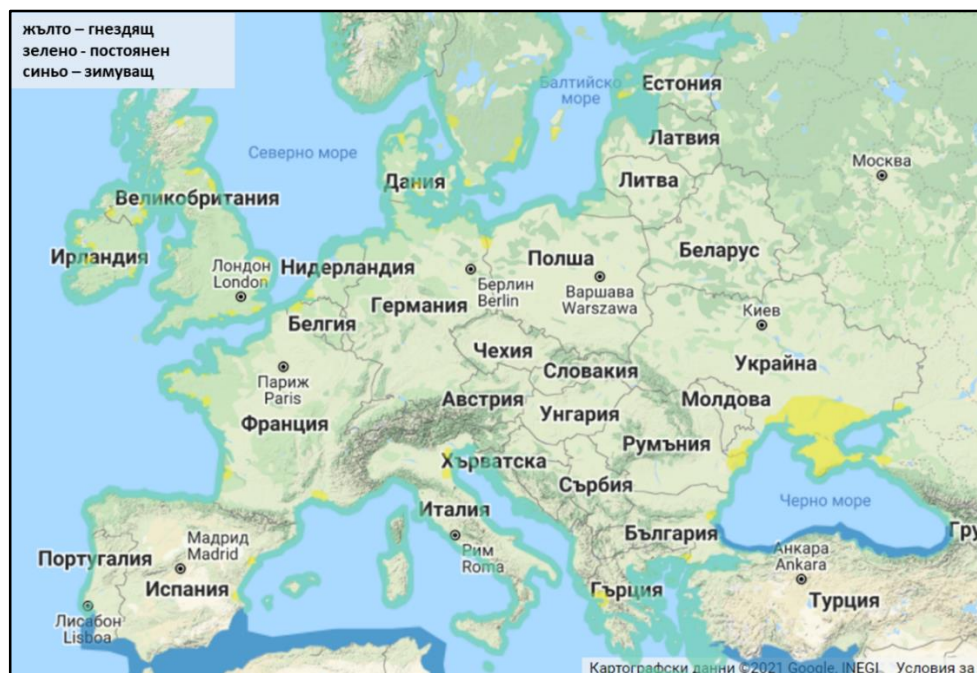 жълто – гнездящ
зелено - постоянен
синьо – зимуващ
Балтийско
море
Естония
Латвия
Северно море
Москва
Литва
Дания
Великобритания
Беларус
Ирландия
Лондон
London
Нидерландия
Полша
Берлин
Berlin
Варшава
Warszawa
Германия
Белгия
Киев
Чехия
Украйна
Словакия
Париж
Paris
Австрия
Молдова
Унгария
Франция
Румъния
Хърватска
Сърбия
Италия
Черно море
България
Гру
Мадрид
Madrid
Рим
Roma
Португалия
Анкара
Ankara
Испания
Гърция
Турция
Лисабон
Lisboa
Картографски данни ©2021 Google, INEGI Условия за